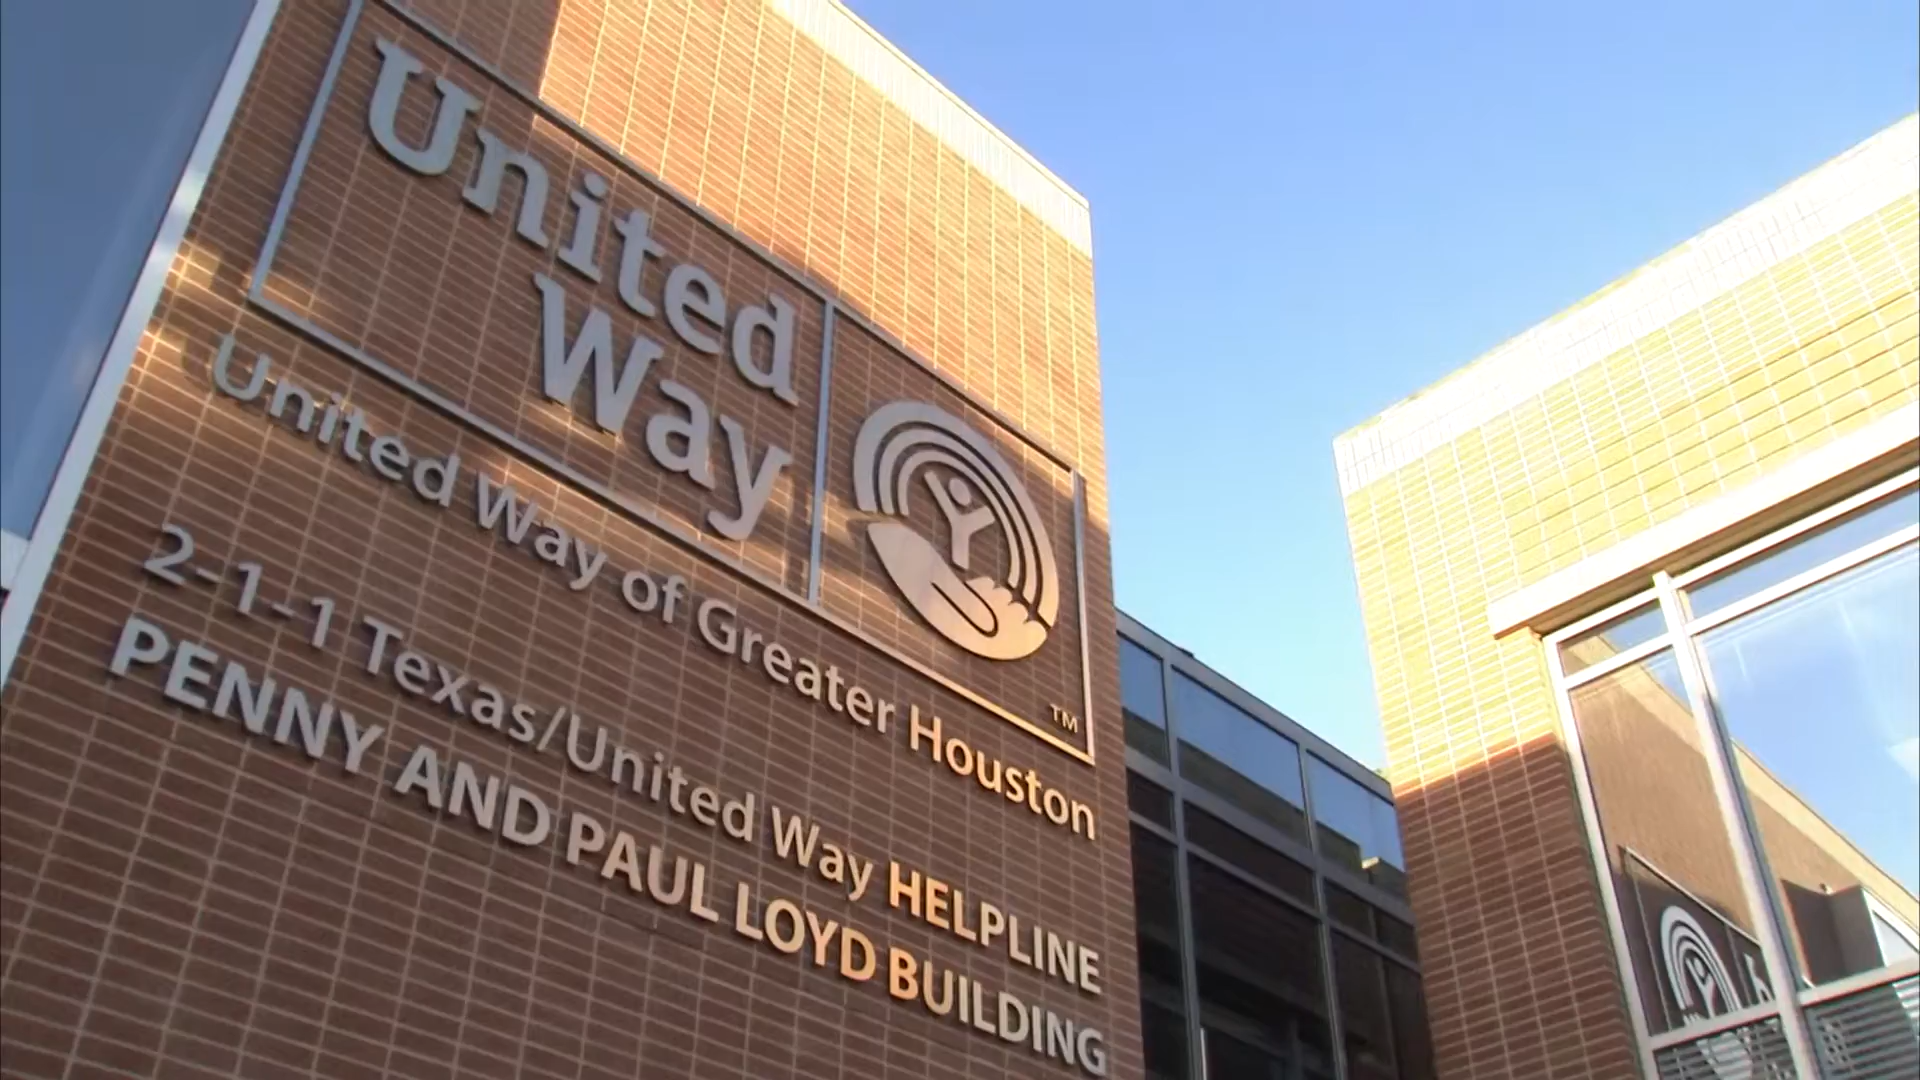 United
Way
TM
United Way of Greater Houston
2-1-1 Texas/United Way HELPLINE
PENNY AND PAUL LOYD BUILDING